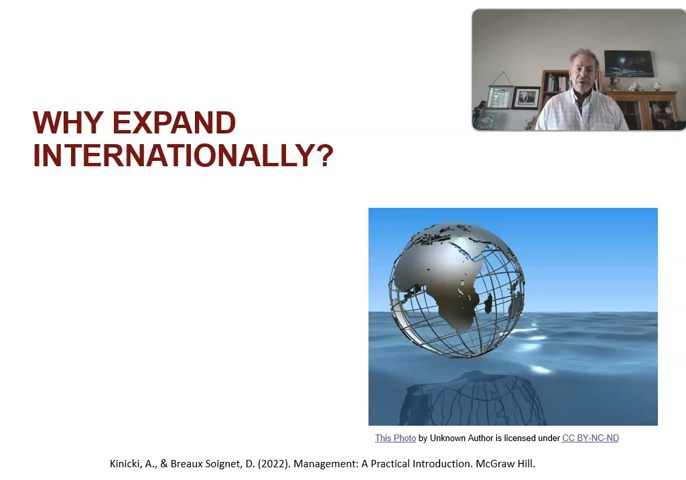 WHY EXPAND
INTERNATIONALLY?
This Photo by Unknown Author is licensed under CC BY-NC-ND
Kinicki, A., & Breaux Soignet, D. (2022). Management: A Practical Introduction. McGraw Hill.